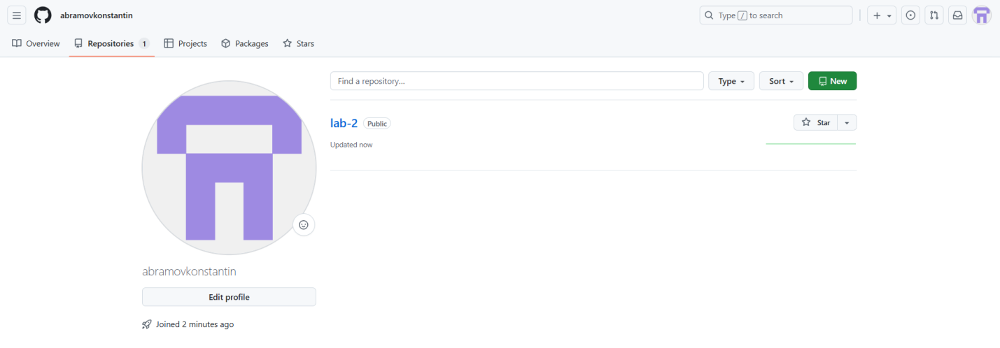 abramovkonstantin
Type / to search
Overview
Repositories 1
Projects
Packages
Stars
Find a repository...
Type
Sort
New
lab-2 Public
Star
Updated now
abramovkonstantin
Edit profile
Joined 2 minutes ago